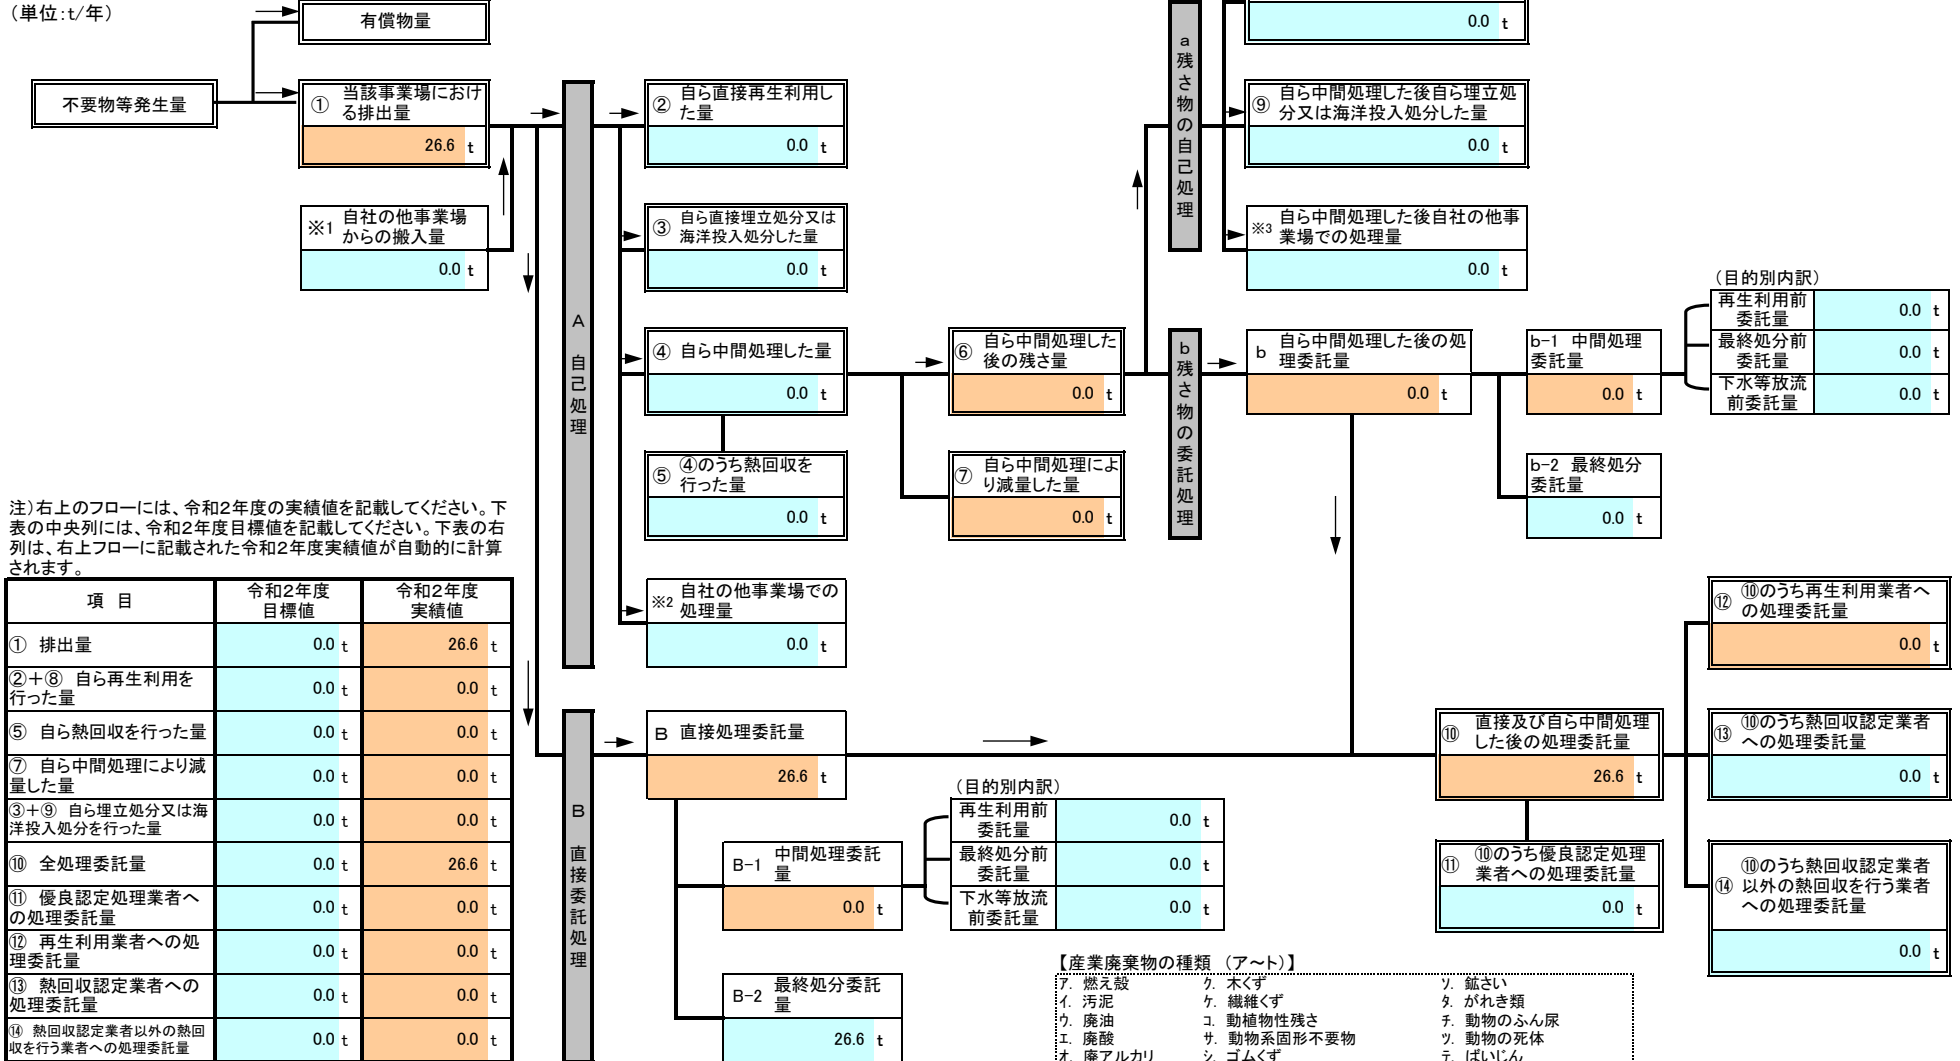 （単位：t/年）
有償物量
不要物等発生量
① 当該事業場におけ
る排出量
26.6 t
※1 自社の他事業場
からの搬入量
0.0 t
A 自己処理
② 自ら直接再生利用し
た量
0.0 t
③ 自ら直接埋立処分又は
海洋投入処分した量
0.0 t
④ 自ら中間処理した量
0.0 t
⑤ ④のうち熱回収を
行った量
0.0 t
※2 自社の他事業場での
処理量
0.0 t
⑥ 自ら中間処理した
後の残さ量
0.0 t
⑦ 自ら中間処理によ
り減量した量
0.0 t
a 残さ物の自己処理
0.0 t
⑨ 自ら中間処理した後自ら埋立処
分又は海洋投入処分した量
0.0 t
※3 自ら中間処理した後自社の他事
業場での処理量
0.0 t
b 残さ物の委託処理
b 自ら中間処理した後の処
理委託量
0.0 t
b-1 中間処理
委託量
0.0 t
（目的別内訳）
再生利用前
委託量
0.0 t
最終処分前
委託量
0.0 t
下水等放流
前委託量
0.0 t
b-2 最終処分
委託量
0.0 t
注）右上のフローには、令和２年度の実績値を記載してください。下
表の中央列には、令和２年度目標値を記載してください。下表の右
列は、右上フローに記載された令和２年度実績値が自動的に計算
されます。
項 目 令和２年度
目標値 令和２年度
実績値
① 排出量 0.0 t 26.6 t
②＋⑧ 自ら再生利用を
行った量 0.0 t 0.0 t
⑤ 自ら熱回収を行った量 0.0 t 0.0 t
⑦ 自ら中間処理により減
量した量 0.0 t 0.0 t
③＋⑨ 自ら埋立処分又は海
洋投入処分を行った量 0.0 t 0.0 t
⑩ 全処理委託量 0.0 t 26.6 t
⑪ 優良認定処理業者へ
の処理委託量 0.0 t 0.0 t
⑫ 再生利用業者への処
理委託量 0.0 t 0.0 t
⑬ 熱回収認定業者への
処理委託量 0.0 t 0.0 t
⑭ 熱回収認定業者以外の熱回
収を行う業者への処理委託量 0.0 t 0.0 t
B 直接委託処理
B 直接処理委託量
26.6 t
B-1 中間処理委託
量
0.0 t
（目的別内訳）
再生利用前
委託量
0.0 t
最終処分前
委託量
0.0 t
下水等放流
前委託量
0.0 t
B-2 最終処分委託
量
26.6 t
⑩ 直接及び自ら中間処理
した後の処理委託量
26.6 t
⑪ ⑩のうち優良認定処理
業者への処理委託量
0.0 t
⑫ ⑩のうち再生利用業者へ
の処理委託量
0.0 t
⑬ ⑩のうち熱回収認定業者
への処理委託量
0.0 t
⑭ ⑩のうち熱回収認定業者
以外の熱回収を行う業者
への処理委託量
0.0 t
【産業廃棄物の種類 （ア～ト）】
ｱ. 燃え殻 ｸ. 木くず ｿ. 鉱さい
ｲ. 汚泥 ｹ. 繊維くず ﾀ. がれき類
ｳ. 廃油 ｺ. 動植物性残さ ﾁ. 動物のふん尿
ｴ. 廃酸 ｻ. 動物系固形不要物 ﾂ. 動物の死体
ｵ. 廃アルカリ ｼ. ゴムくず ﾃ. ばいじん